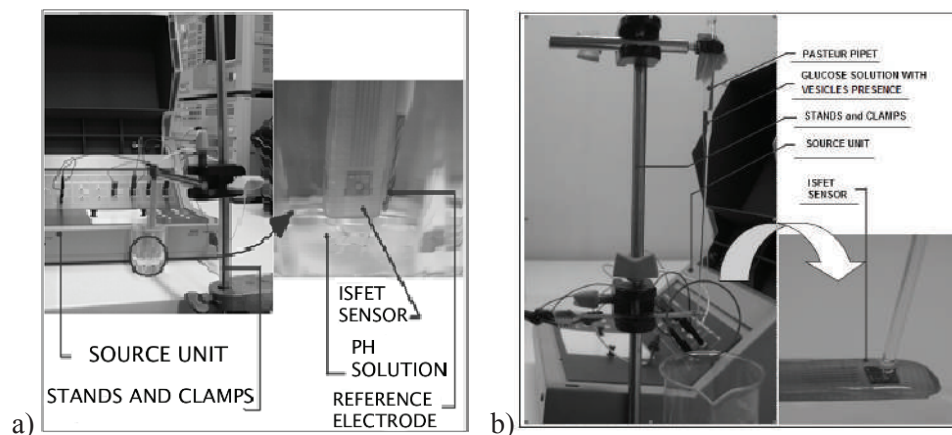 ISFET
SENSOR
PH
SOLUTION
REFERENCE
ELECTRODE
SOURCE UNIT
STANDS AND CLAMPS
a)
PASTEUR PIPET
GLUCOSE SOLUTION WITH
VESICLES PRESENCE
STANDS and CLAMPS
SOURCE UNIT
ISFET
SENSOR
b)